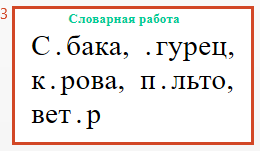 3
Словарная работа
С.бака, .гурец,
к.рова, п.льто,
вет.р